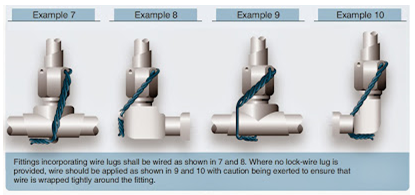 Example 7
Example 8
Example 9
Example 10
Fittings incorporating wire lugs shall be wired as shown in 7 and 8. Where no lock-wire lug is
provided, wire should be applied as shown in 9 and 10 with caution being exerted to ensure that
wire is wrapped tightly around the fitting.